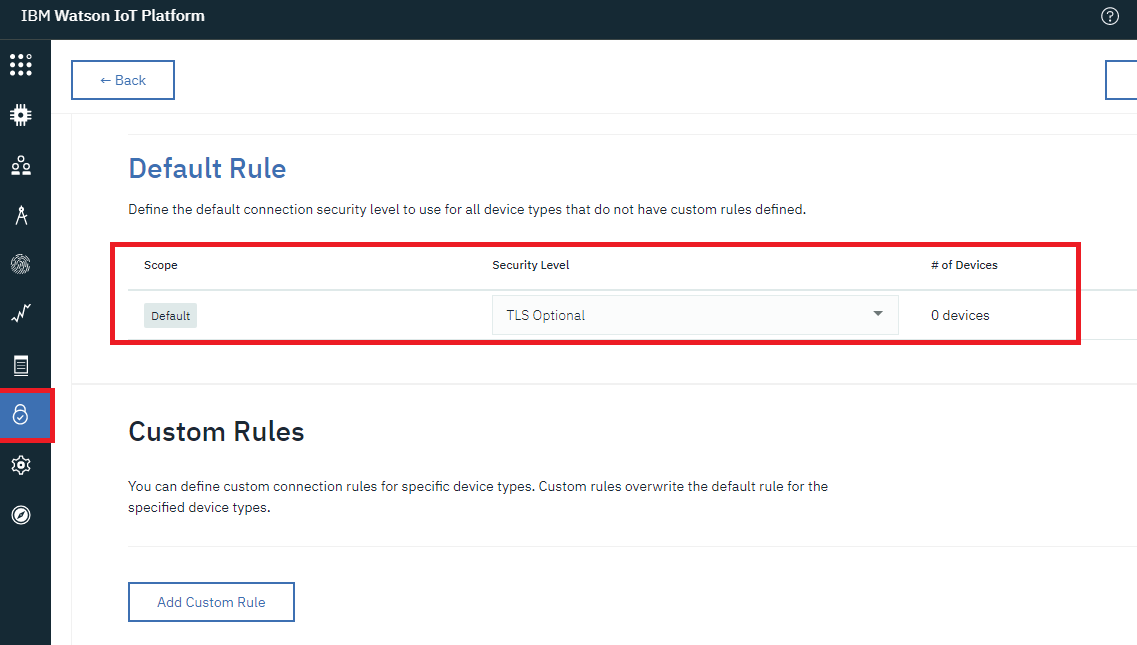 IBM Watson IoT Platform
← Back
Default Rule
Define the default connection security level to use for all device types that do not have custom rules defined.
Scope Security Level # of Devices
Default TLS Optional 0 devices
Custom Rules
You can define custom connection rules for specific device types. Custom rules overwrite the default rule for the
specified device types.
Add Custom Rule